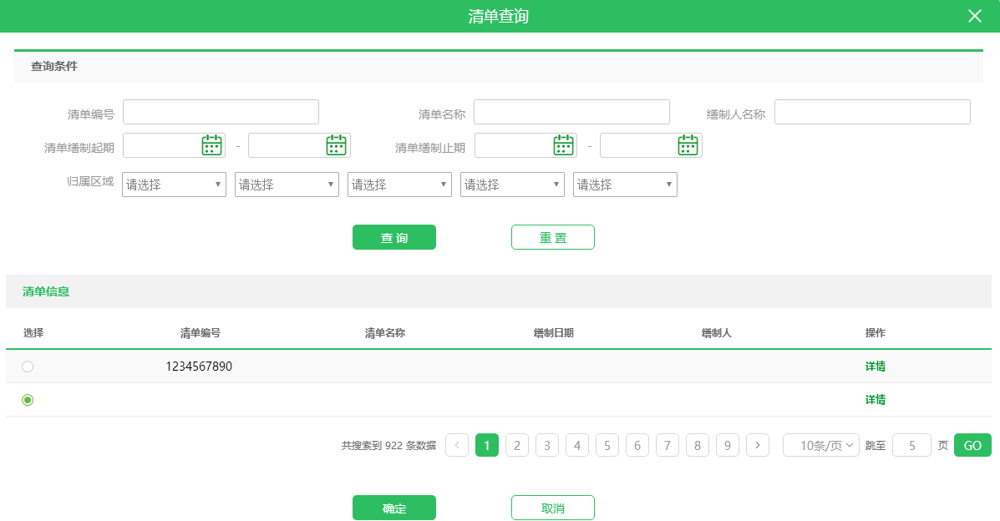 清单查询
查询条件
清单编号 清单名称 缮制人名称
清单缮制起期 - 清单缮制止期 -
归属区域 请选择 请选择 请选择 请选择 请选择
查 询 重 置
清单信息
选择 清单编号 清单名称 缮制日期 缮制人 操作
1234567890 详情
详情
共搜索到 922 条数据 < 1 2 3 4 5 6 7 8 9 > 10条/页 跳至 5 页 GO
确定 取消